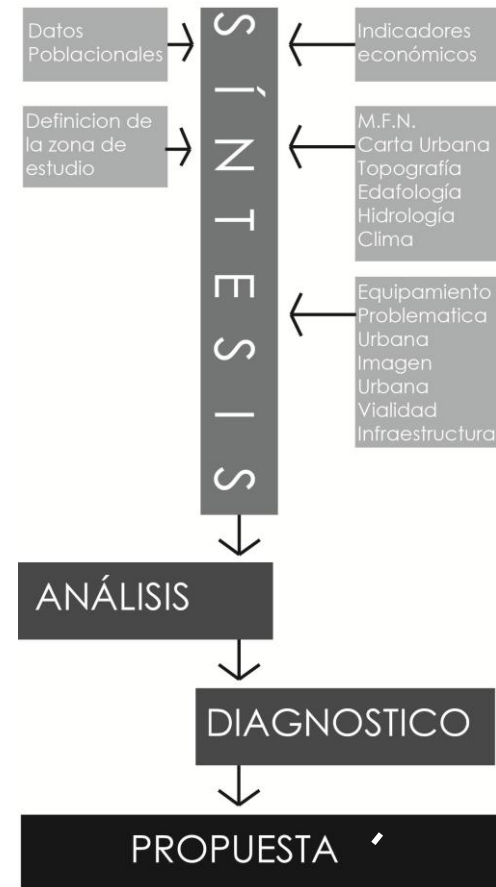 Datos
Poblacionales
Indicadores
económicos
Definicion de
la zona de
estudio
M.F.N.
Carta Urbana
Topografía
Edafología
Hidrología
Clima
SÍNTESIS
Equipamiento
Problematica
Urbana
Imagen
Urbana
Vialidad
Infraestructura
ANÁLISIS
DIAGNOSTICO
PROPUESTA